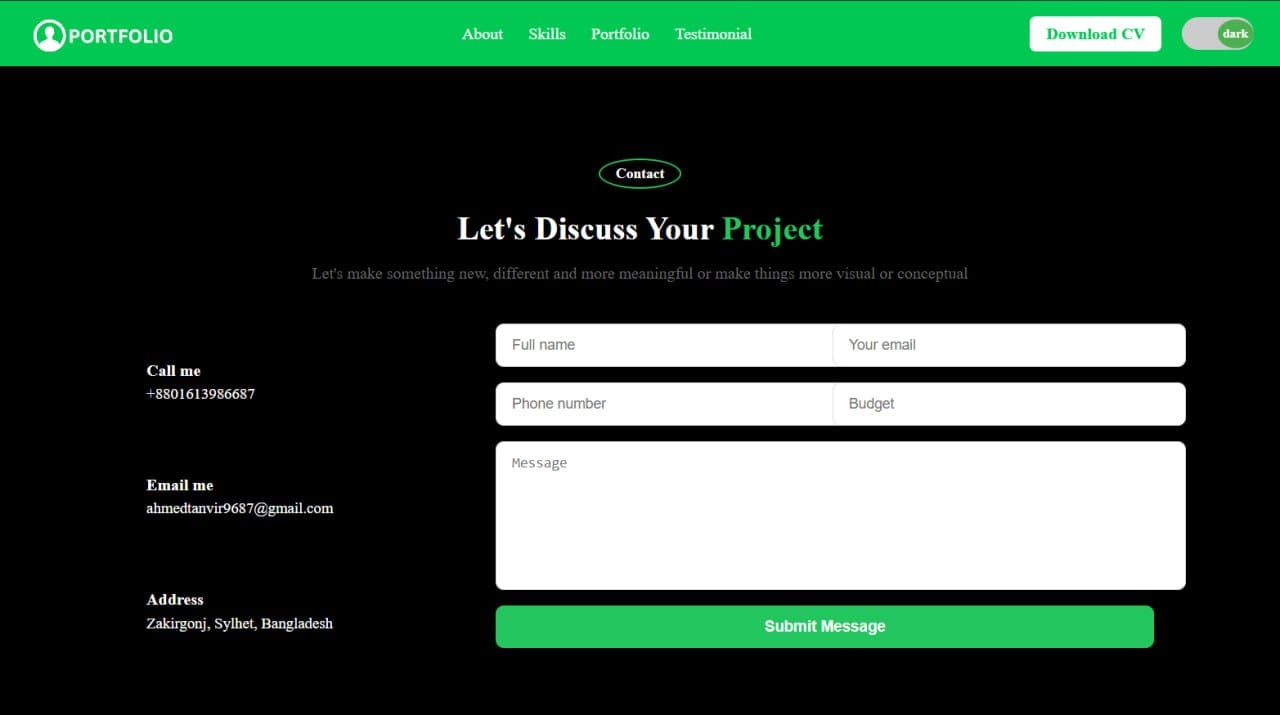 PORTFOLIO
About Skills Portfolio Testimonial
Download CV
dark
Contact
Let's Discuss Your Project
Let's make something new, different and more meaningful or make things more visual or conceptual
Call me
+8801613986687
Email me
ahmedtanvir9687@gmail.com
Address
Zakirgonj, Sylhet, Bangladesh
Full name
Your email
Phone number
Budget
Message
Submit Message